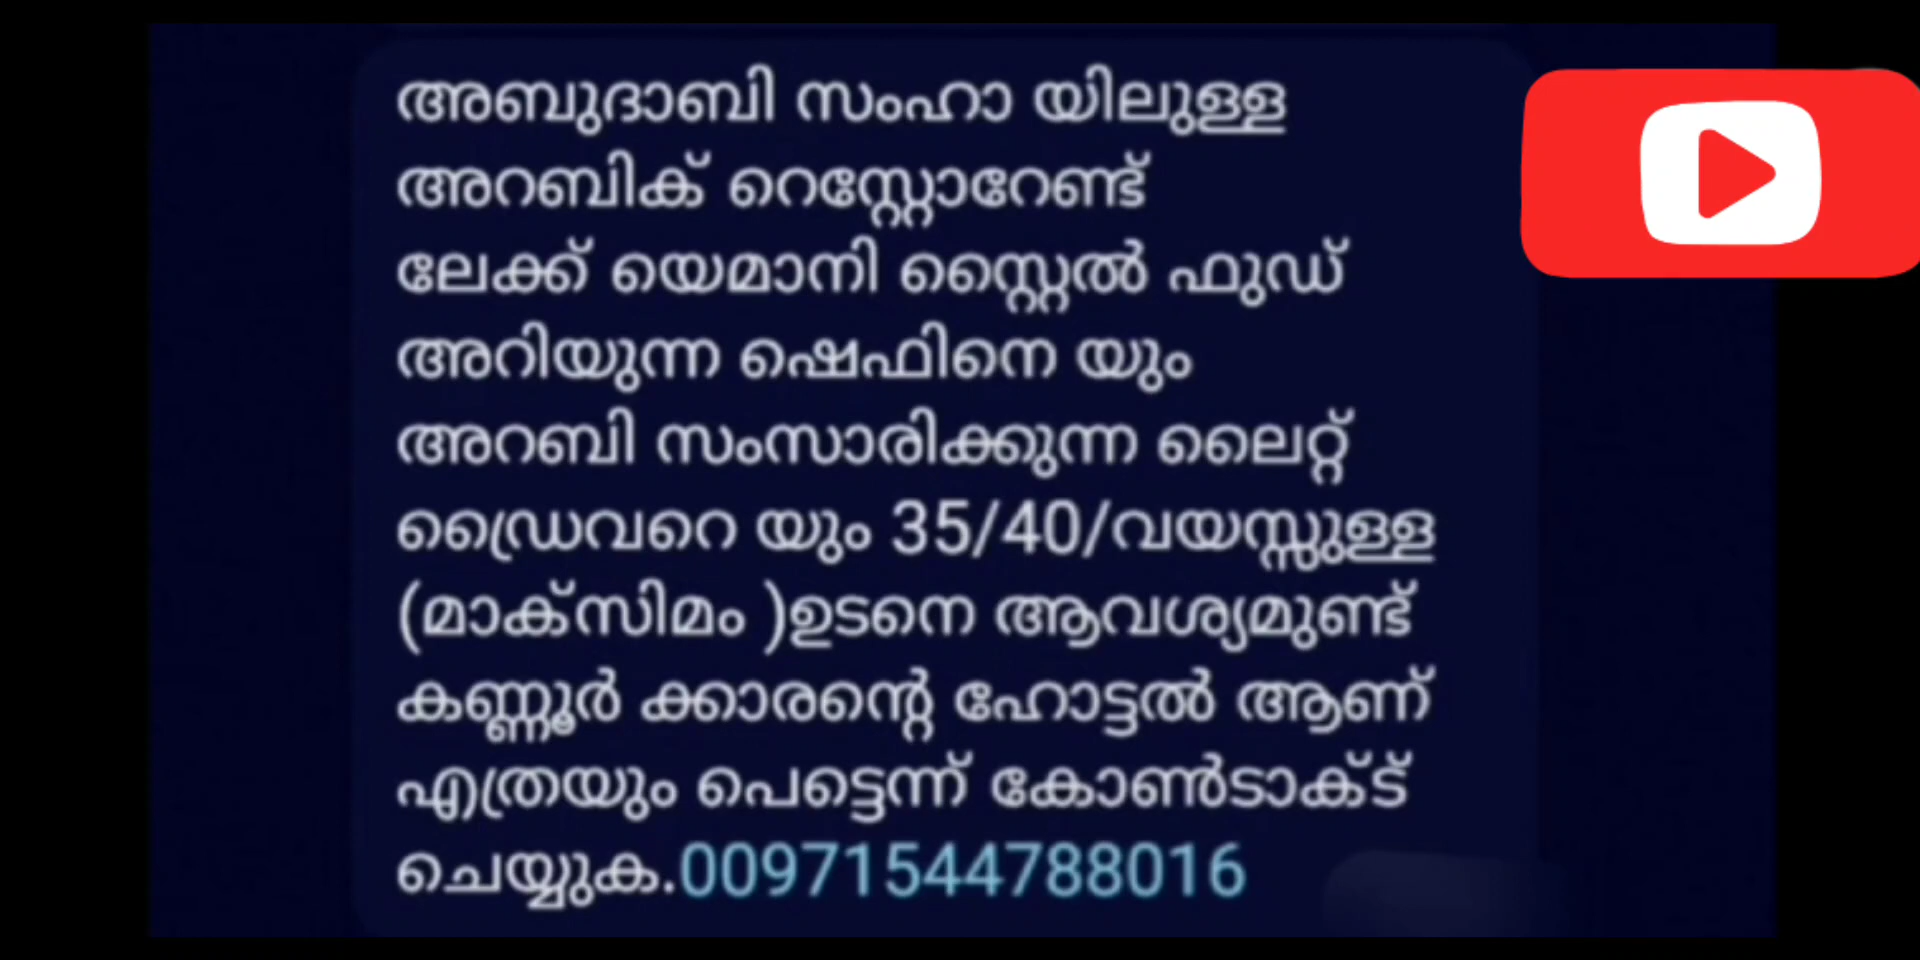 അബുദാബി സംഹാ യിലുള്ള
അറബിക് റെസ്റ്റോറേണ്ട്
ലേക്ക് യെമാനി സ്റ്റൈൽ ഫുഡ്
അറിയുന്ന ഷെഫിനെ യും
അറബി സംസാരിക്കുന്ന ലൈറ്റ്
ഡ്രൈവറെ യും 35/40/വയസ്സുള്ള
(മാക്സിമം )ഉടനെ ആവശ്യമുണ്ട്
കണ്ണൂർ ക്കാരന്റെ ഹോട്ടൽ ആണ്
എത്രയും പെട്ടെന്ന് കോൺടാക്ട്
ചെയ്യുക.00971544788016